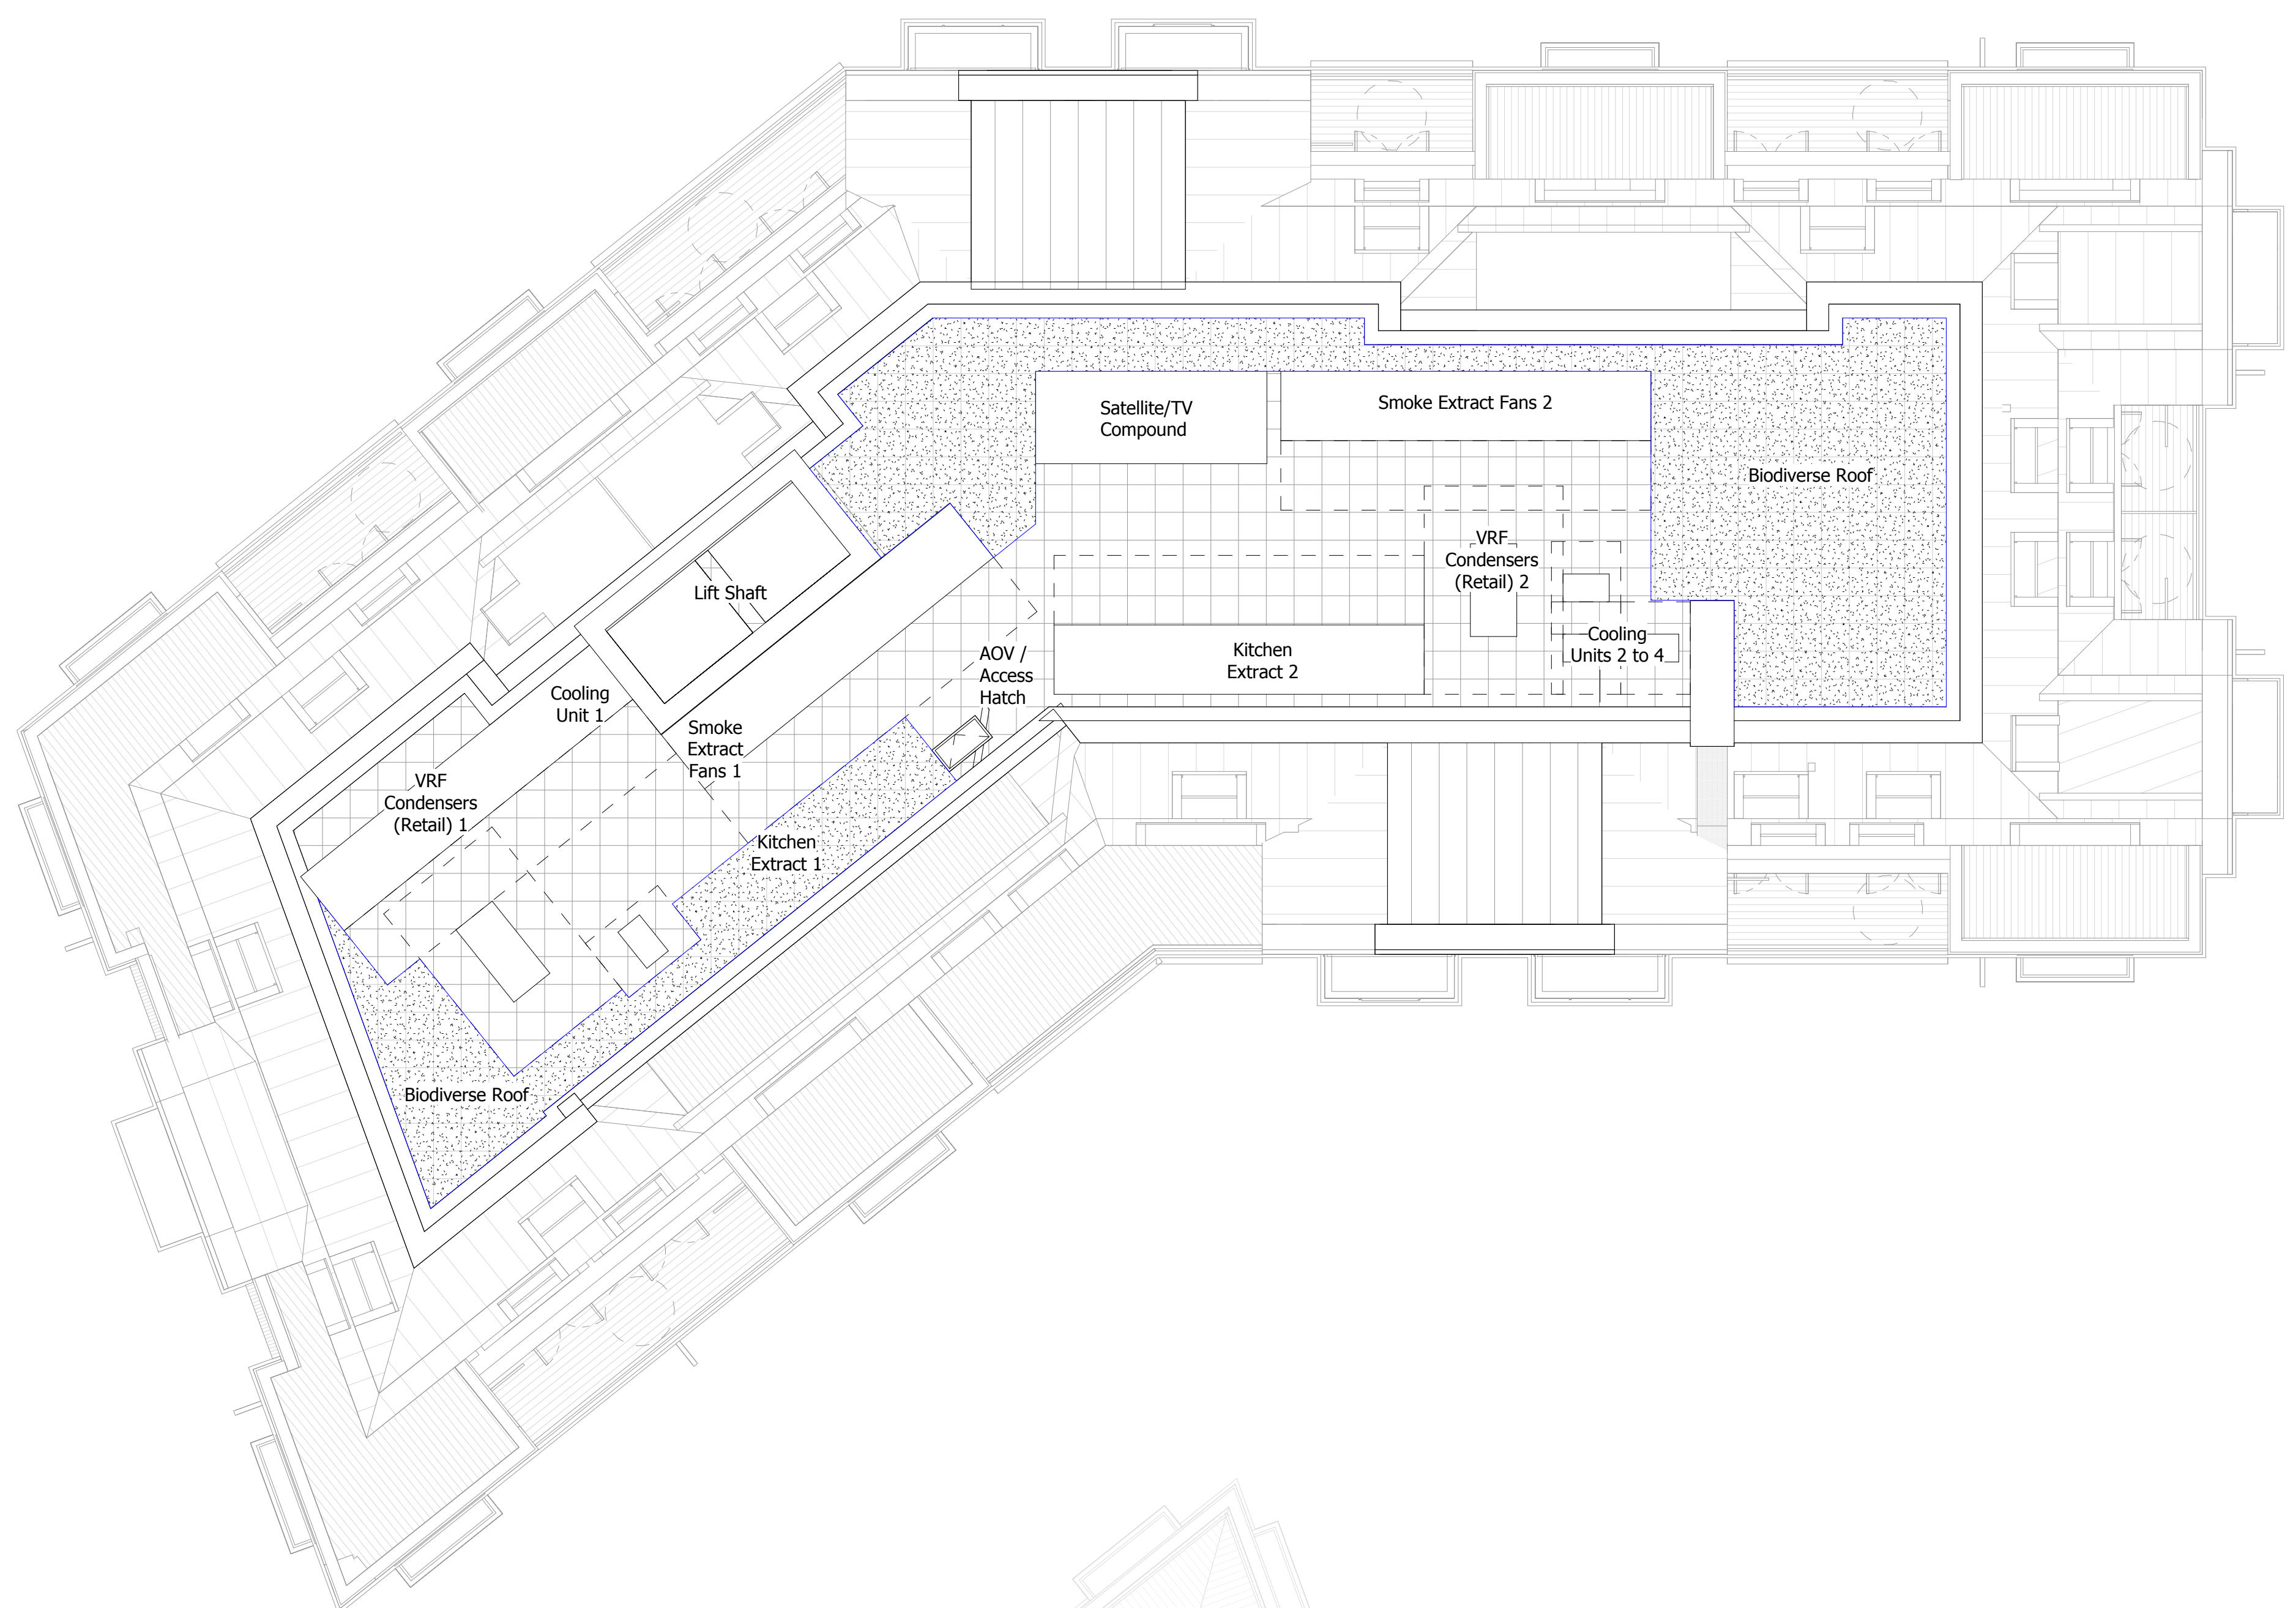 Satellite/TV
Compound
Smoke Extract Fans 2
Biodiverse Roof
VRF
Condensers
(Retail) 2
Lift Shaft
Cooling
Units 2 to 4
Kitchen
Extract 2
AOV /
Access
Hatch
Cooling
Unit 1
Smoke
Extract
Fans 1
VRF
Condensers
(Retail) 1
Kitchen
Extract 1
Biodiverse Roof